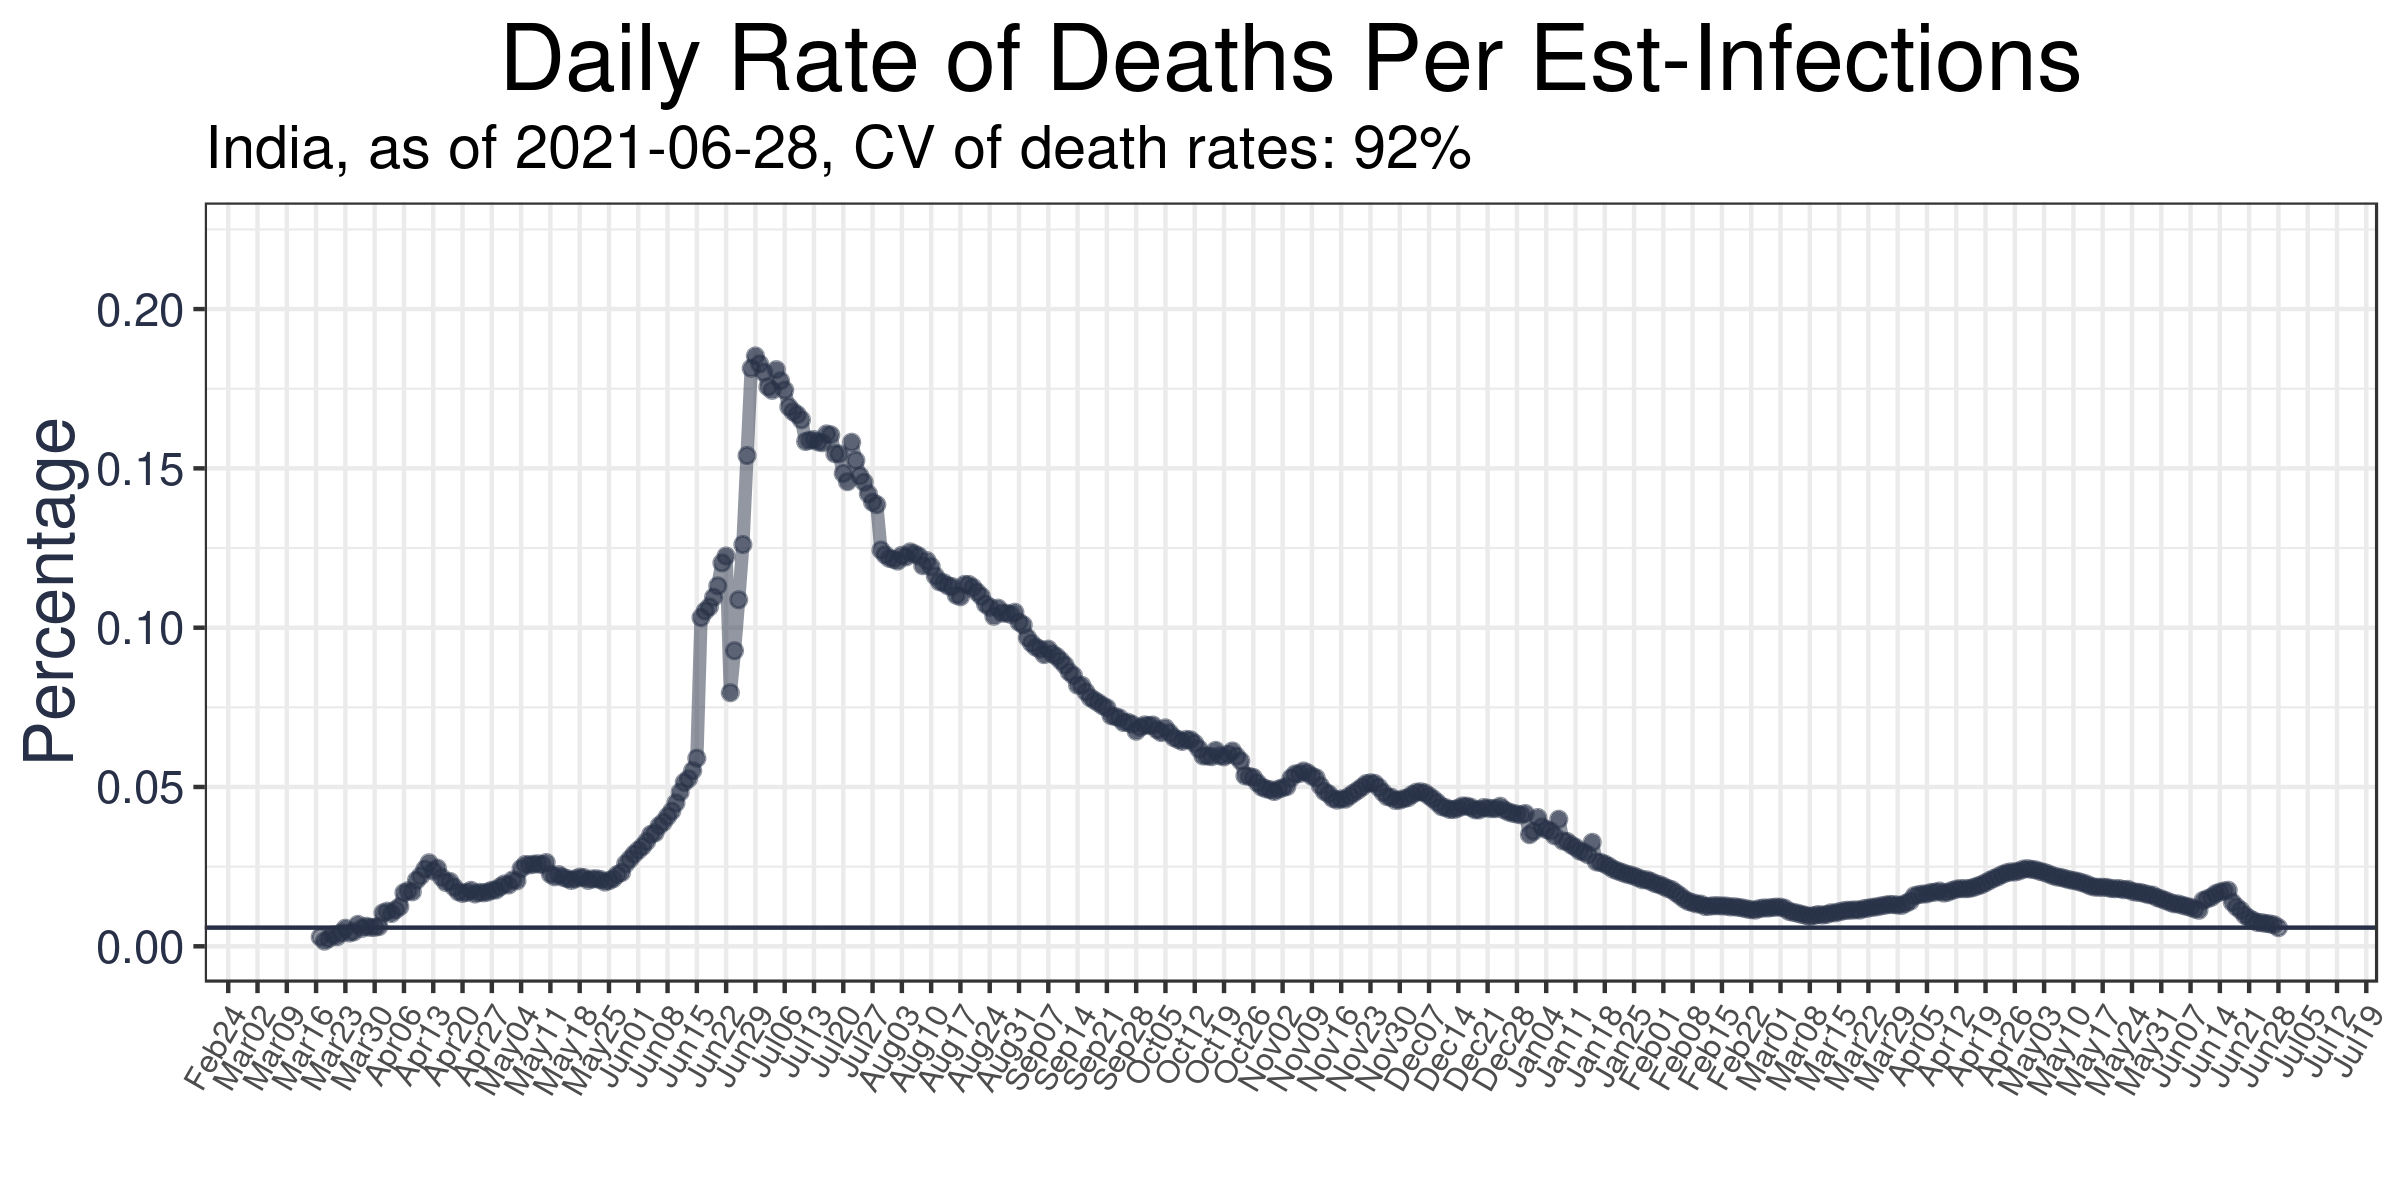 Daily Rate of Deaths Per Est-Infections
India, as of 2021-06-28, CV of death rates: 92%
Percentage
0.20
0.15
0.10
0.05
0.00
Feb24
Mar02
Mar09
Mar16
Mar23
Mar30
Apr06
Apr13
Apr20
Apr27
May04
May11
May18
May25
Jun01
Jun08
Jun15
Jun22
Jun29
Jul06
Jul13
Jul20
Jul27
Aug03
Aug10
Aug17
Aug24
Aug31
Sep07
Sep14
Sep21
Sep28
Oct05
Oct12
Oct19
Oct26
Nov02
Nov09
Nov16
Nov23
Nov30
Dec07
Dec14
Dec21
Dec28
Jan04
Jan11
Jan18
Jan25
Feb01
Feb08
Feb15
Feb22
Mar01
Mar08
Mar15
Mar22
Mar29
Apr05
Apr12
Apr19
Apr26
May03
May10
May17
May24
May31
May07
Jun14
Jun21
Jun28
Jul05
Jul12
Jul19